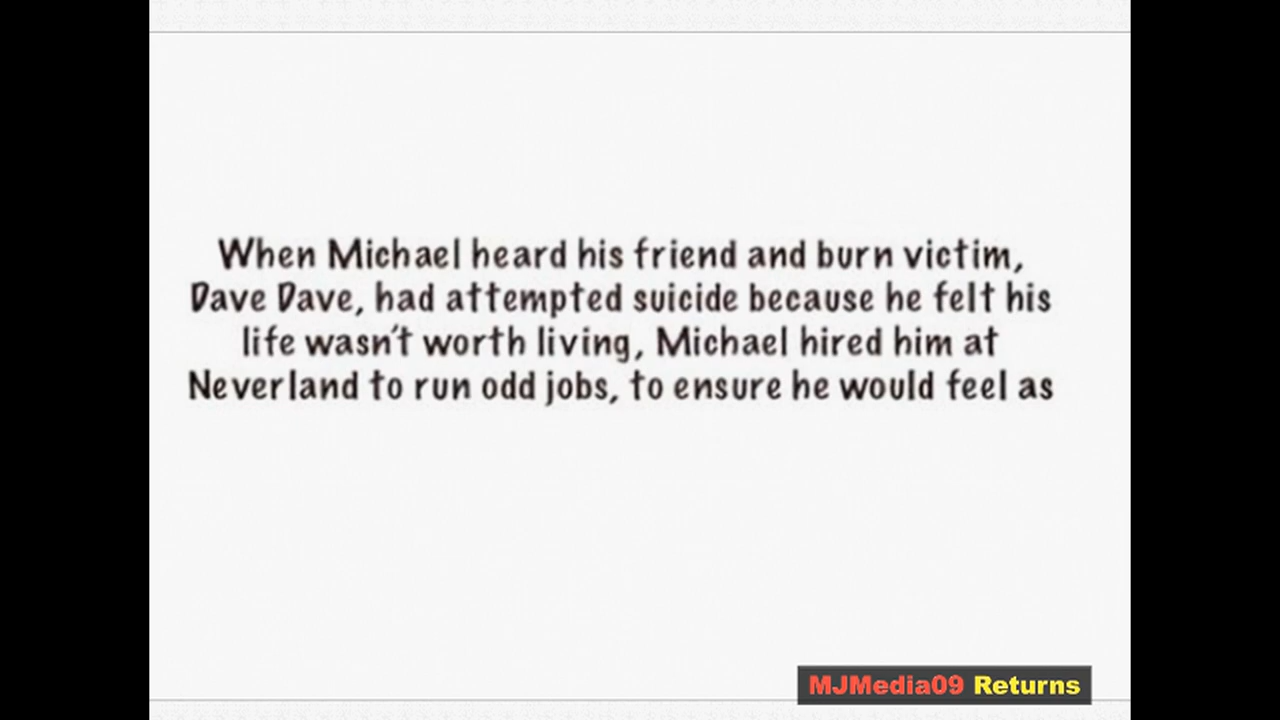 When Michael heard his friend and burn victim,
Dave Dave, had attempted suicide because he felt his
life wasn't worth living, Michael hired him at
Neverland to run odd jobs, to ensure he would feel as
MJMedia09 Returns